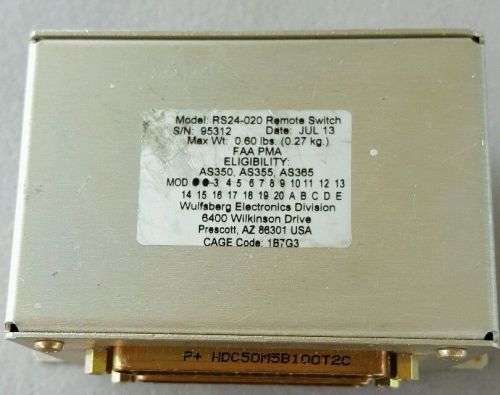 Model: RS24-020 Remote Switch
S/N: 95312 Date: JUL 13
Max Wt: 0.60 lbs. (0.27 kg.)
FAA PMA
ELIGIBILITY:
AS350, AS355, AS365
MOD 3 4 5 6 7 8 9 10 11 12 13
14 15 16 17 18 19 20 A B C D E
Wulfsberg Electronics Division
6400 Wilkinson Drive
Prescott, AZ 86301 USA
CAGE Code: 1B7G3
P+ HDC50M5B100T2C